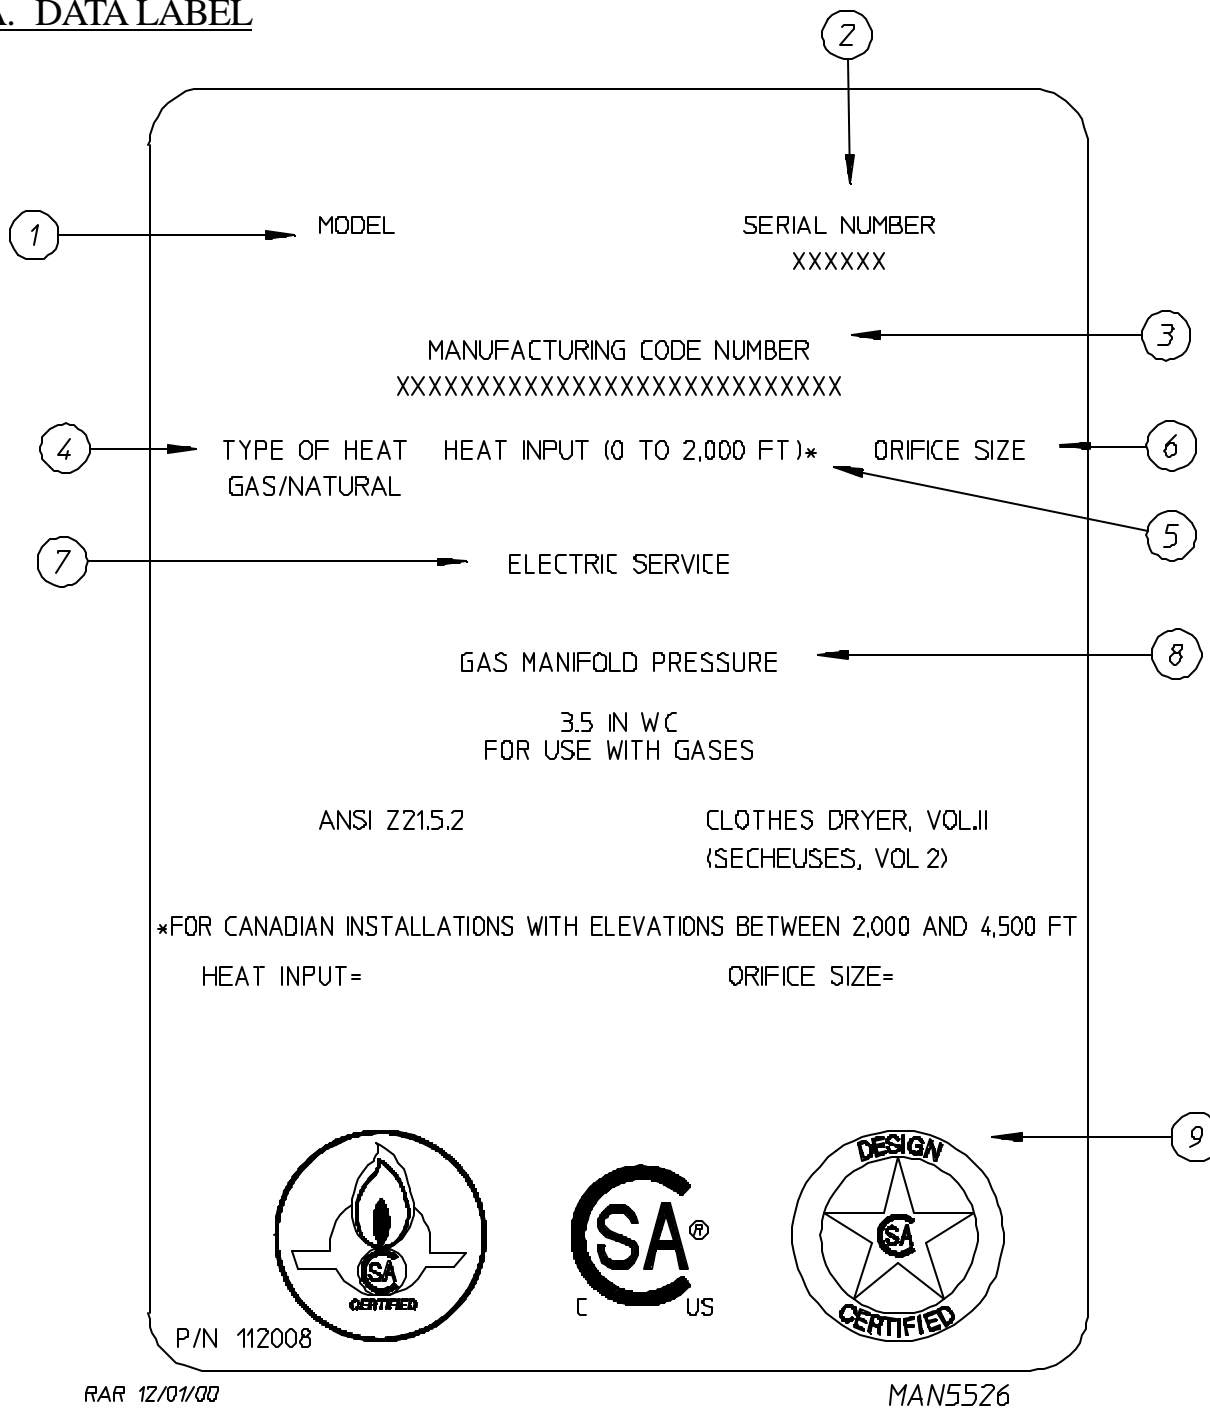 A. DATA LABEL
2
1
MODEL
SERIAL NUMBER
XXXXXX
3
MANUFACTURING CODE NUMBER
XXXXXXXXXXXXXXXXXXXXXXXXXXXX
4
TYPE OF HEAT HEAT INPUT (0 TO 2,000 FT)* ORIFICE SIZE
6
GAS/NATURAL
5
7
ELECTRIC SERVICE
GAS MANIFOLD PRESSURE
8
3.5 IN WC
FOR USE WITH GASES
ANSI Z21.5.2
CLOTHES DRYER, VOL.II
(SECHEUSES, VOL 2)
*FOR CANADIAN INSTALLATIONS WITH ELEVATIONS BETWEEN 2,000 AND 4,500 FT
HEAT INPUT= ORIFICE SIZE=
9
SA
CERTIFIED
SA ®
C US
DESIGN
SA
CERTIFIED
P/N 112008
RAR 12/01/00
MAN5526